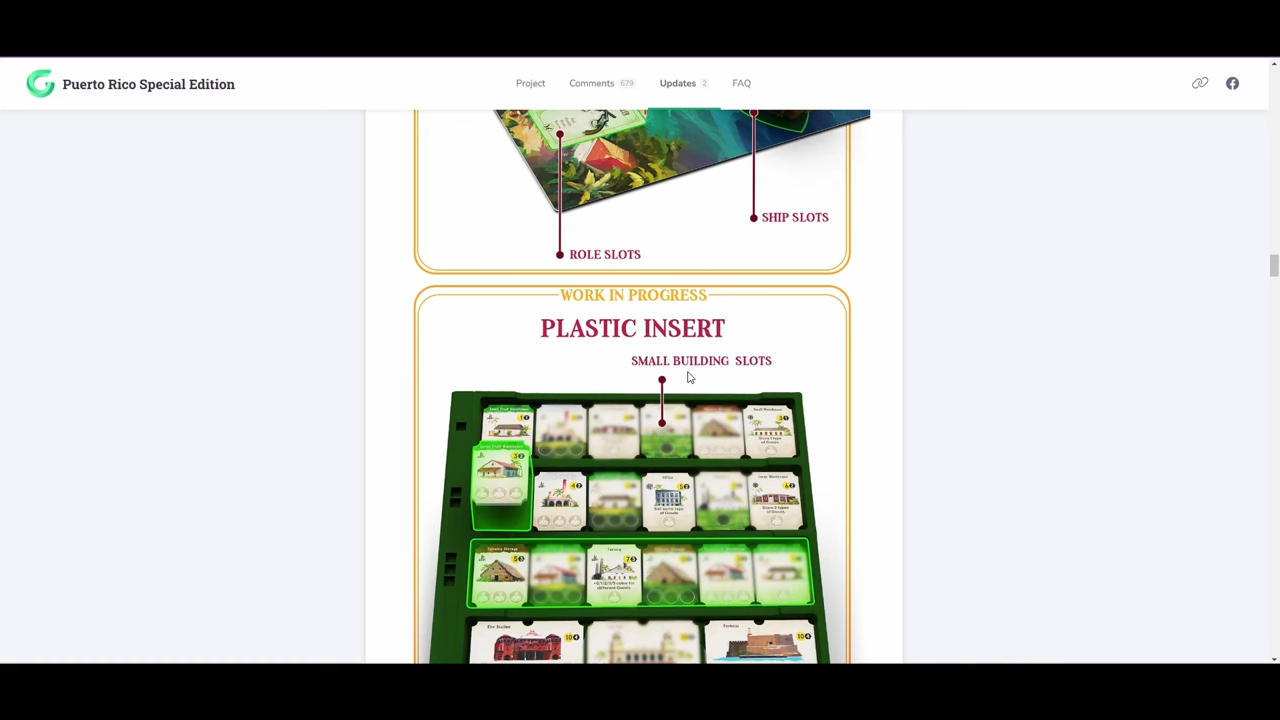 Puerto Rico Special Edition
Project
Comments 679
Updates 2
FAQ
SHIP SLOTS
ROLE SLOTS
WORK IN PROGRESS
PLASTIC INSERT
SMALL BUILDING SLOTS